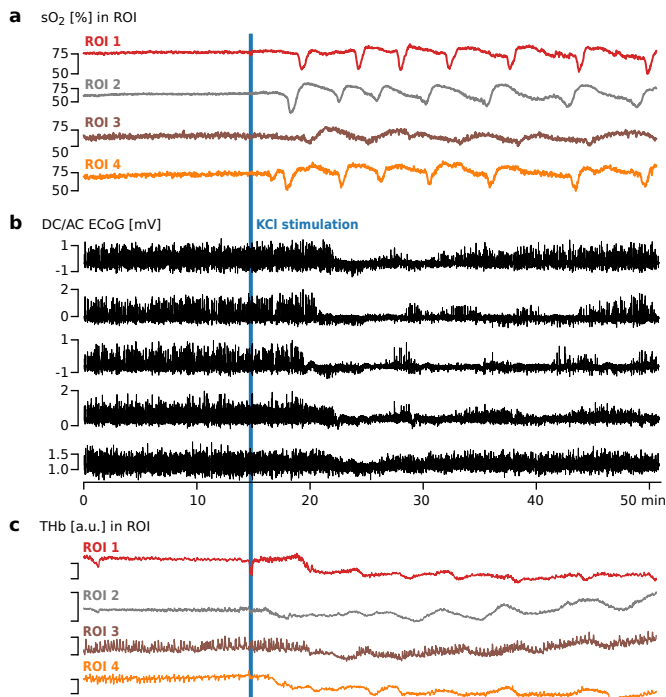 a sO₂ [%] in ROI
ROI 1
75
50
ROI 2
75
50
ROI 3
75
50
ROI 4
75
50
b DC/AC ECoG [mV]
KCl stimulation
1
-1
2
0
1
-1
2
0
1.5
1.0
0 10 20 30 40 50 min
c THb [a.u.] in ROI
ROI 1
ROI 2
ROI 3
ROI 4